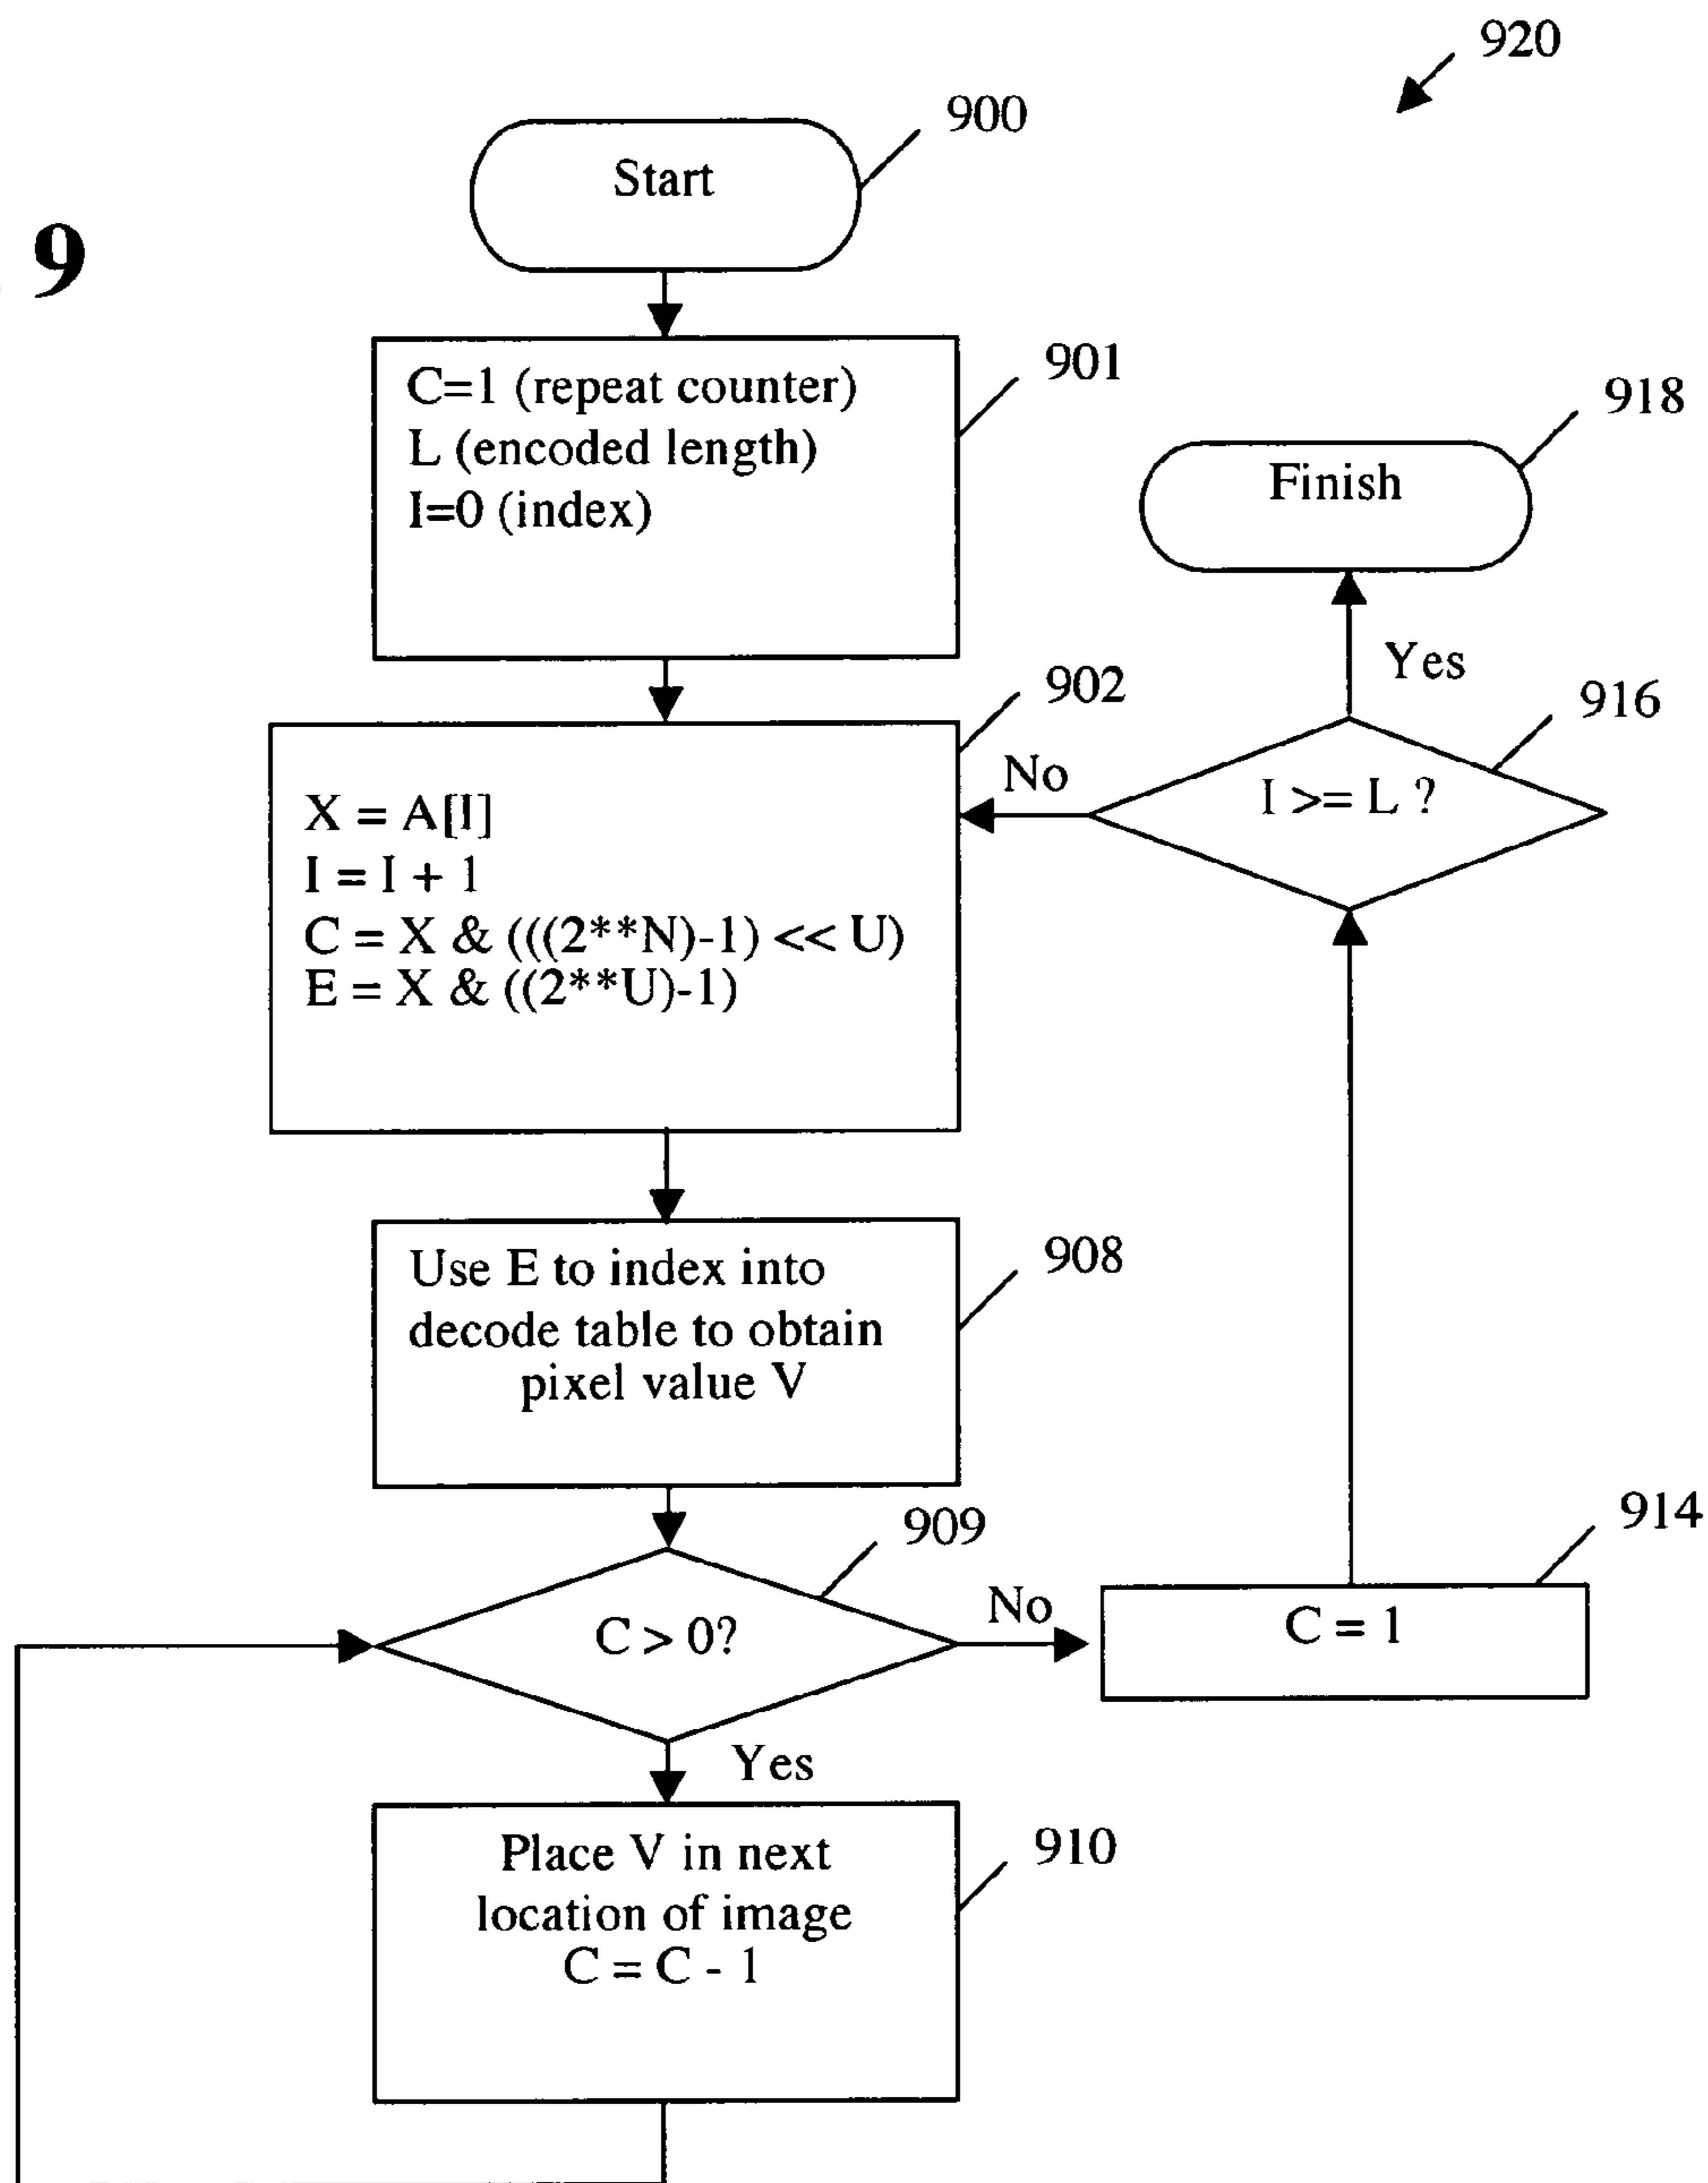 920
900
Start
9
C=1 (repeat counter)
L (encoded length)
I=0 (index)
901
918
Finish
Yes
902
916
No
I >= L ?
X = A[I]
I = I + 1
C = X & (((2**N)-1) << U)
E = X & ((2**U)-1)
Use E to index into
decode table to obtain
pixel value V
908
909
914
C > 0?
No
C = 1
Yes
Place V in next
location of image
C = C - 1
910